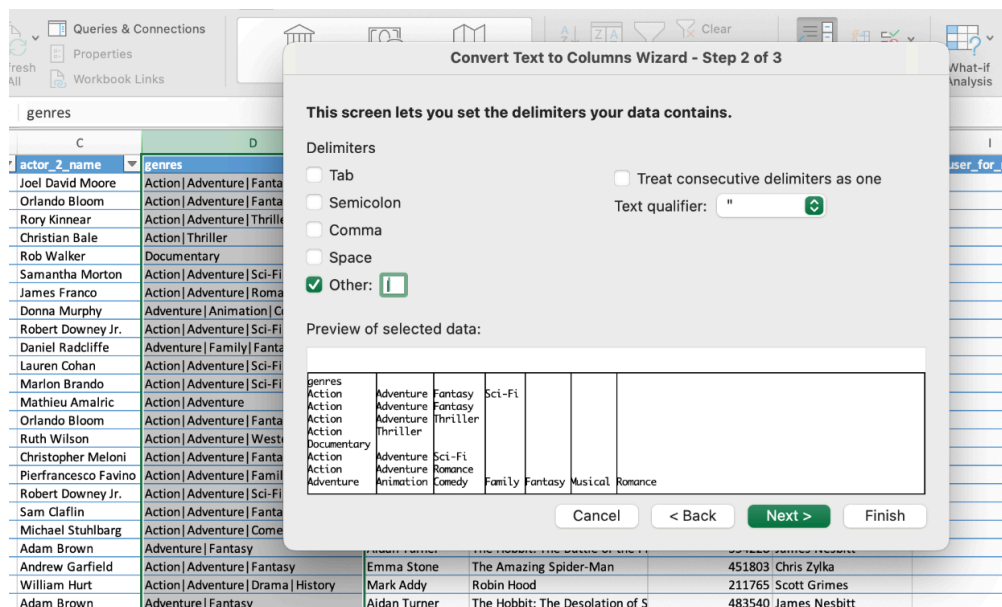 Queries & Connections
Properties
Workbook Links
Clear
What-if
Analysis
genres
Convert Text to Columns Wizard - Step 2 of 3
This screen lets you set the delimiters your data contains.
Delimiters
Tab
Semicolon
Comma
Space
Other: |
Treat consecutive delimiters as one
Text qualifier: "
Preview of selected data:
genres
Action Adventure Fantasy Sci-Fi
Action Adventure Fantasy
Action Adventure Thriller
Action Thriller
Documentary
Action Adventure Sci-Fi
Action Adventure Romance
Adventure Animation Comedy Family Fantasy Musical Romance
Cancel
< Back
Next >
Finish
C D I
actor_2_name genres user_for_
Joel David Moore Action|Adventure|Fanta
Orlando Bloom Action|Adventure|Fanta
Rory Kinnear Action|Adventure|Thrille
Christian Bale Action|Thriller
Rob Walker Documentary
Samantha Morton Action|Adventure|Sci-Fi
James Franco Action|Adventure|Roma
Donna Murphy Adventure|Animation|C
Robert Downey Jr. Action|Adventure|Sci-Fi
Daniel Radcliffe Adventure|Family|Fanta
Lauren Cohan Action|Adventure|Sci-Fi
Marlon Brando Action|Adventure|Sci-Fi
Mathieu Amalric Action|Adventure
Orlando Bloom Action|Adventure|Fanta
Ruth Wilson Action|Adventure|West
Christopher Meloni Action|Adventure|Fanta
Pierfrancesco Favino Action|Adventure|Famil
Robert Downey Jr. Action|Adventure|Sci-Fi
Sam Claflin Action|Adventure|Fanta
Michael Stuhlbarg Action|Adventure|Come
Adam Brown Adventure|Fantasy Aidan Turner The Hobbit: The Battle of the Fi James Nesbitt
Andrew Garfield Action|Adventure|Fantasy Emma Stone The Amazing Spider-Man 451803 Chris Zylka
William Hurt Action|Adventure|Drama|History Mark Addy Robin Hood 211765 Scott Grimes
Adam Brown Adventure|Fantasy Aidan Turner The Hobbit: The Desolation of S 483540 James Nesbitt